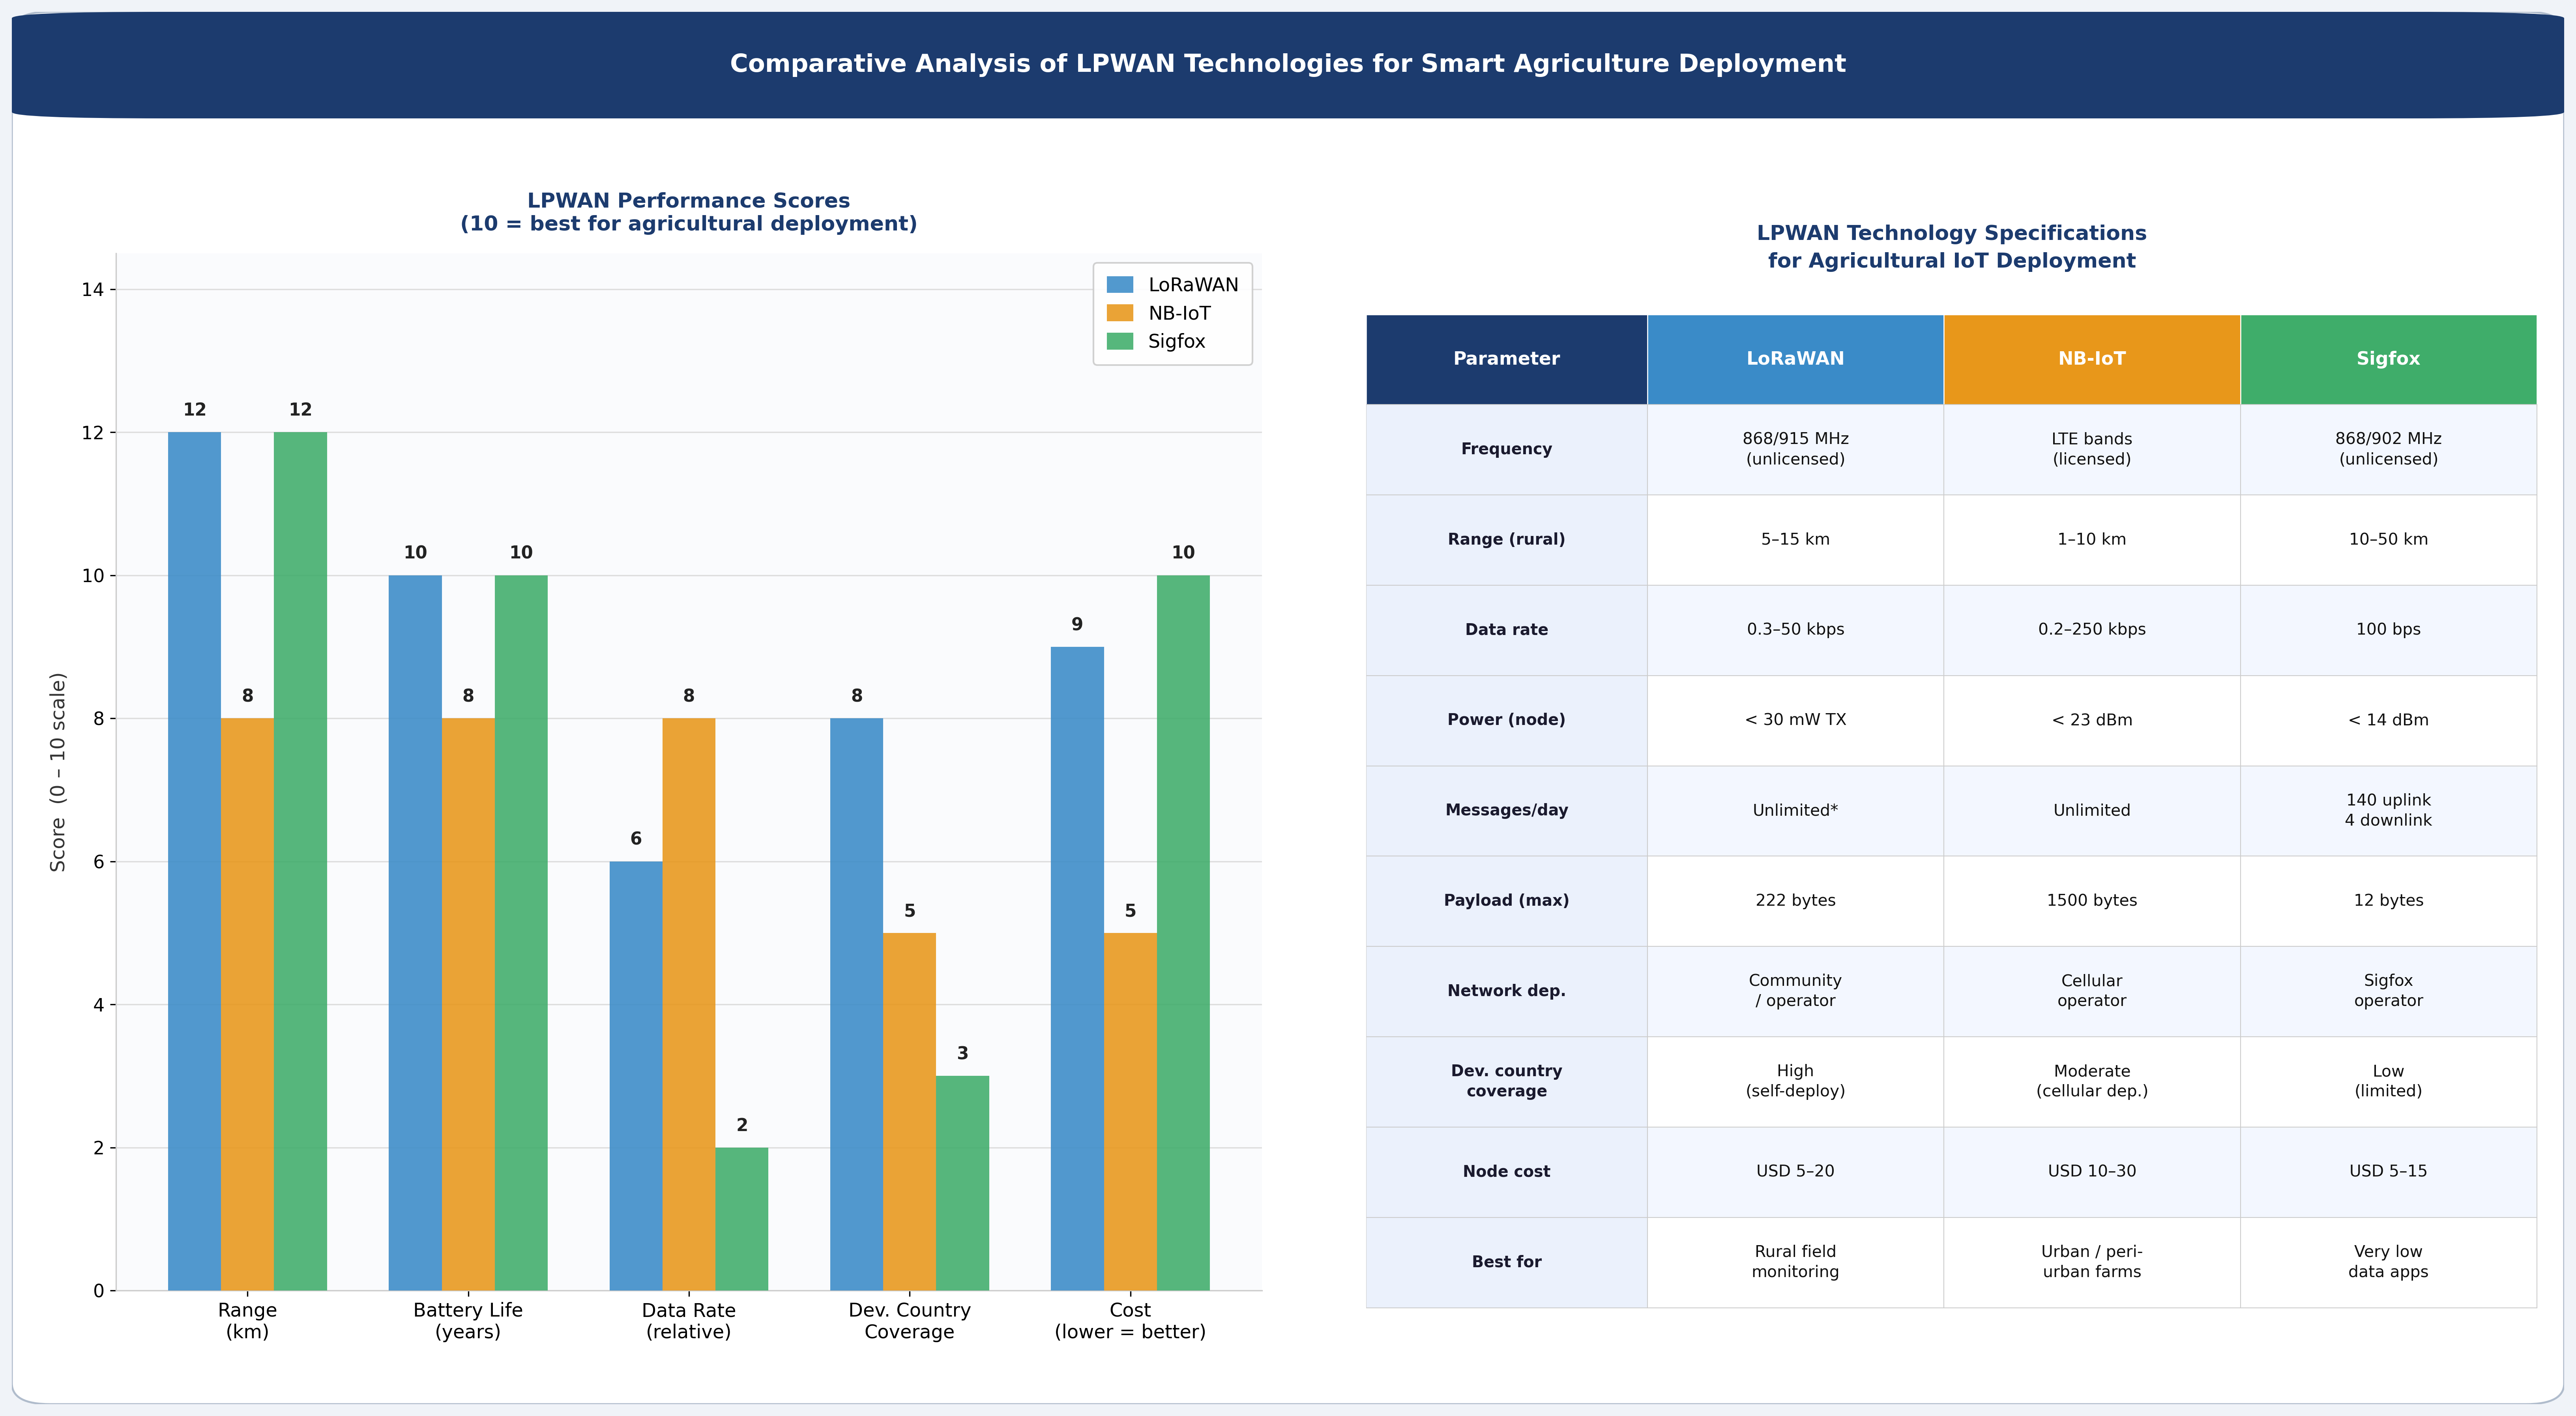 Comparative Analysis of LPWAN Technologies for Smart Agriculture Deployment
LPWAN Performance Scores
(10 = best for agricultural deployment)
Score (0 – 10 scale)
14
12
10
8
6
4
2
0
LoRaWAN
NB-IoT
Sigfox
12
8
12
10
8
10
6
8
2
8
5
3
9
5
10
Range
(km)
Battery Life
(years)
Data Rate
(relative)
Dev. Country
Coverage
Cost
(lower = better)
LPWAN Technology Specifications
for Agricultural IoT Deployment
Parameter LoRaWAN NB-IoT Sigfox
Frequency
868/915 MHz
(unlicensed)
LTE bands
(licensed)
868/902 MHz
(unlicensed)
Range (rural) 5–15 km 1–10 km 10–50 km
Data rate 0.3–50 kbps 0.2–250 kbps 100 bps
Power (node) < 30 mW TX < 23 dBm < 14 dBm
Messages/day Unlimited* Unlimited
140 uplink
4 downlink
Payload (max) 222 bytes 1500 bytes 12 bytes
Network dep.
Community
/ operator
Cellular
operator
Sigfox
operator
Dev. country
coverage
High
(self-deploy)
Moderate
(cellular dep.)
Low
(limited)
Node cost USD 5–20 USD 10–30 USD 5–15
Best for
Rural field
monitoring
Urban / peri-
urban farms
Very low
data apps